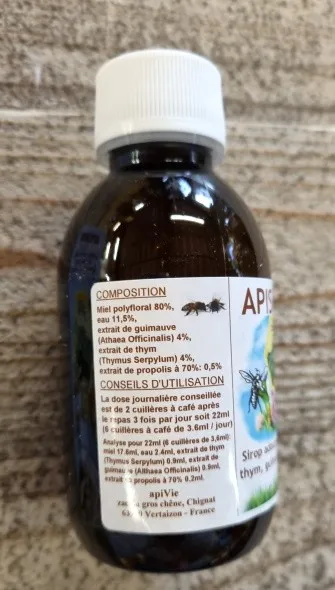 COMPOSITION
Miel polyfloral 80%,
eau 11,5%,
extrait de guimauve
(Athaea Officinalis) 4%,
extrait de thym
(Thymus Serpylum) 4%,
extrait de propolis à 70%: 0,5%
CONSEILS D'UTILISATION
La dose journalière conseillée
est de 2 cuillères à café après
le repas 3 fois par jour soit 22ml
(6 cuillères à café de 3.6ml / jour)
Analyse pour 22ml (6 cuillères de 3,6ml):
miel 17.6ml, eau 2.4ml, extrait de thym
(Thymus Serpylum) 0.9ml, extrait de
guimauve (Althaea Officinalis) 0.9ml,
à 70% 0.2ml.
apiVie
gros chêne, Chignat
Vertaizon - France
APIS
Sirop
thym,